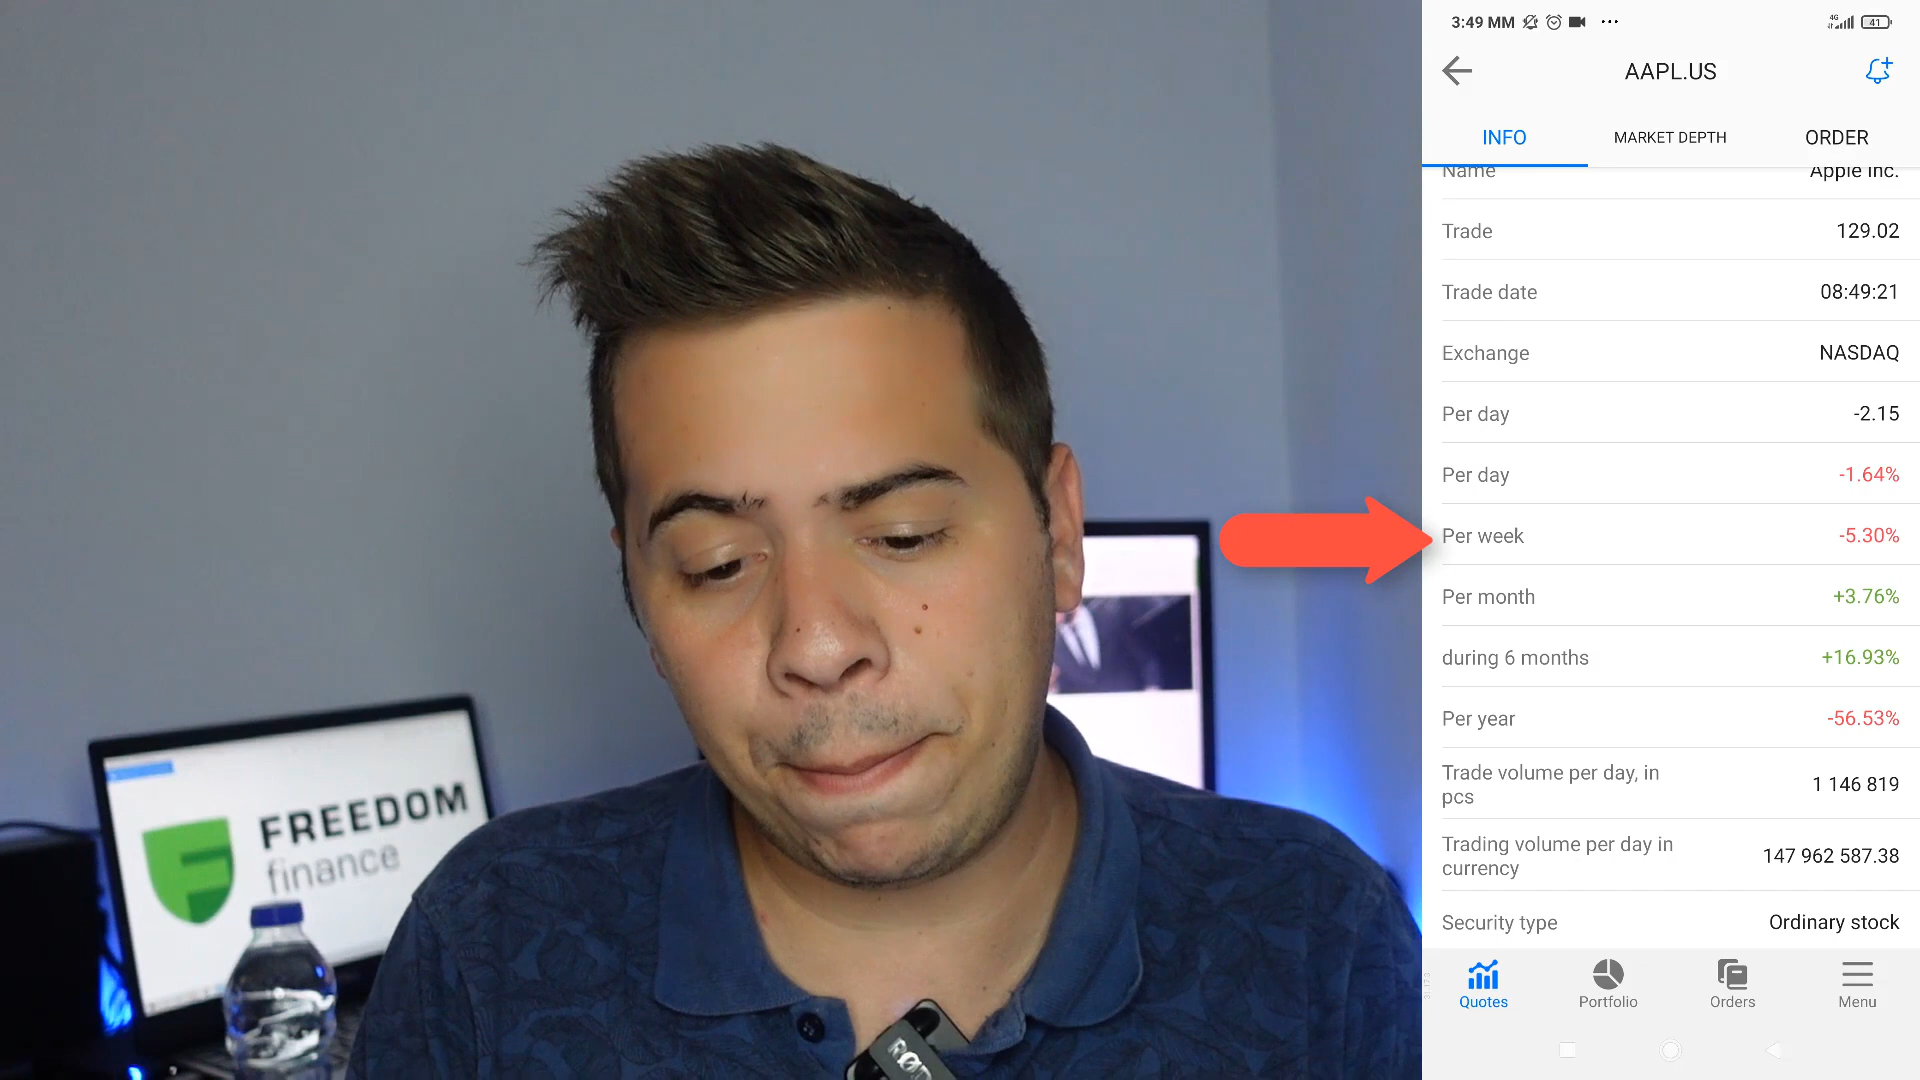 3:49 MM
4G
41
AAPL.US
INFO
MARKET DEPTH
ORDER
Name
Apple Inc.
Trade
129.02
Trade date
08:49:21
Exchange
NASDAQ
Per day
-2.15
Per day
-1.64%
Per week
-5.30%
Per month
+3.76%
during 6 months
+16.93%
Per year
-56.53%
Trade volume per day, in
pcs
1 146 819
Trading volume per day in
currency
147 962 587.38
Security type
Ordinary stock
Quotes
Portfolio
Orders
Menu
FREEDOM
finance
RØDE